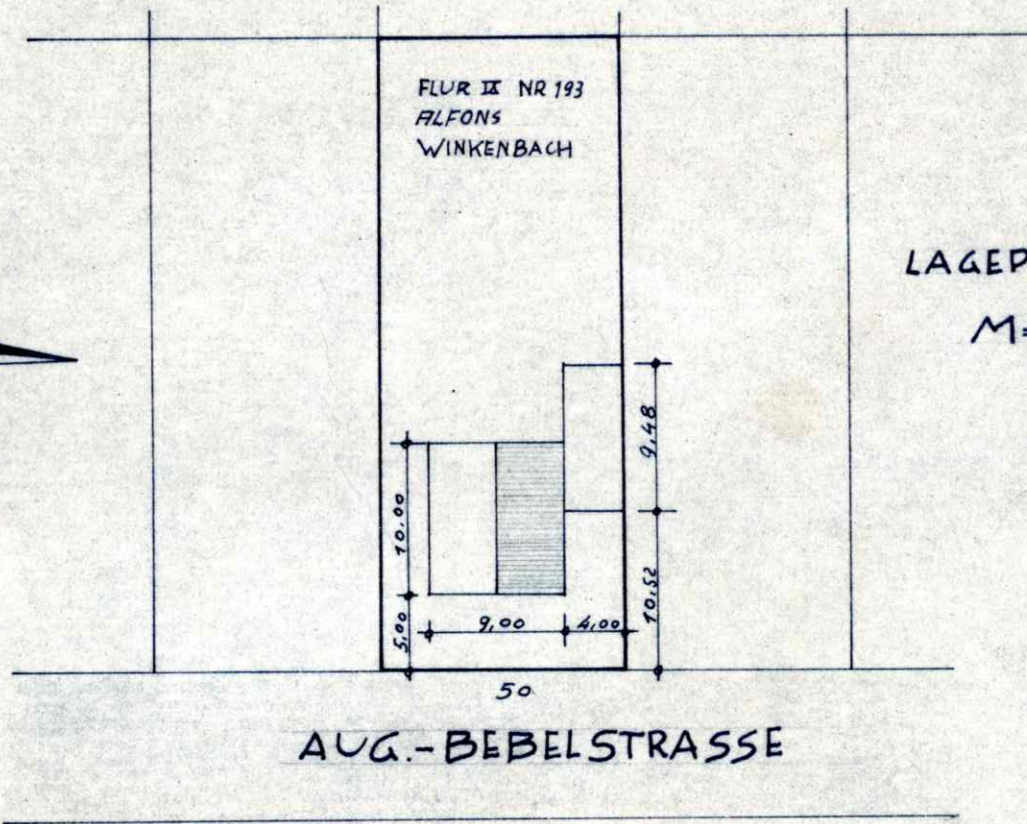 FLUR IX NR 193
ALFONS
WINKENBACH
LAGEP
M=
9,48
10.00
10,52
5,00
9,00
4,00
50
AUG.-BEBELSTRASSE